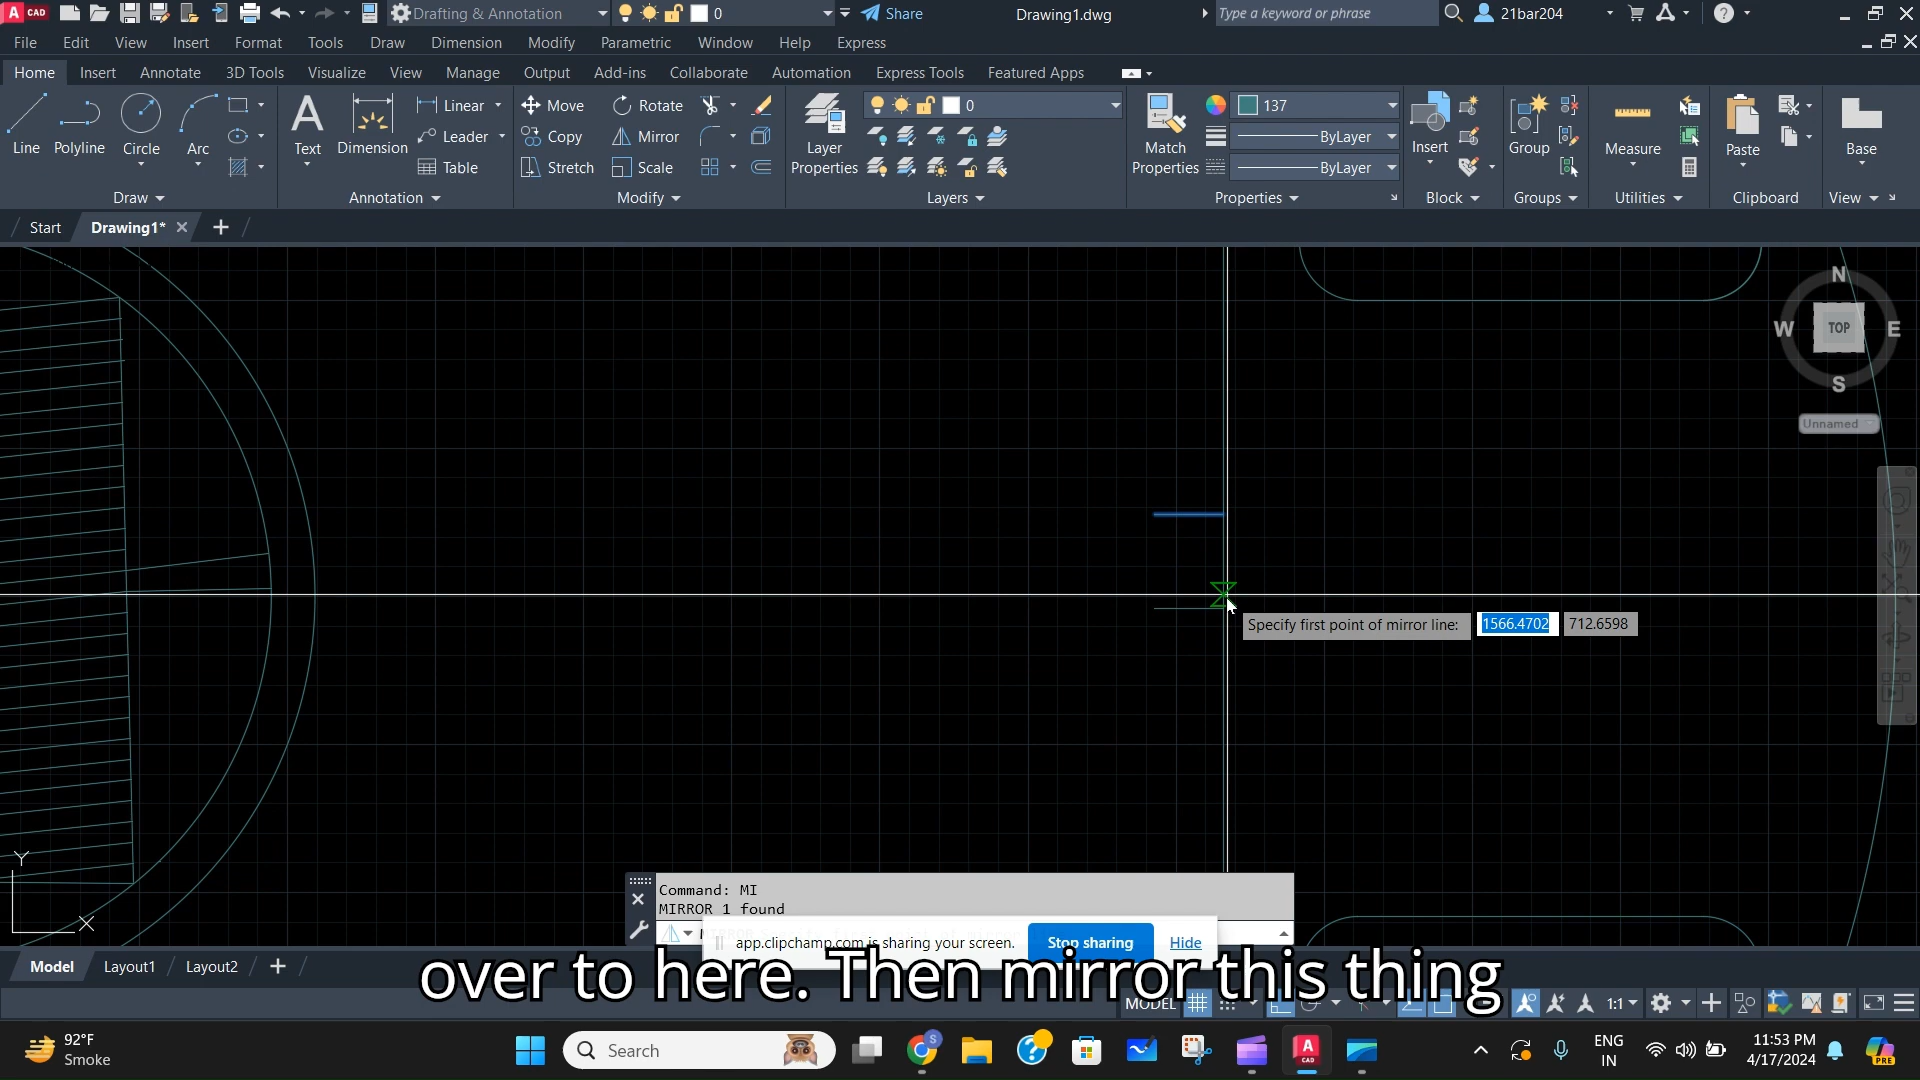 CAD
Drafting & Annotation
0
Share
Drawing1.dwg
Type a keyword or phrase
21bar204
File Edit View Insert Format Tools Draw Dimension Modify Parametric Window Help Express
Home Insert Annotate 3D Tools Visualize View Manage Output Add-ins Collaborate Automation Express Tools Featured Apps
Line Polyline Circle Arc
Text Dimension
Linear
Leader
Table
Move Rotate
Copy Mirror
Stretch Scale
Layer
Properties
0
Match
Properties
137
ByLayer
ByLayer
Insert
Group
Measure
Paste
Base
Draw Annotation Modify Layers Properties Block Groups Utilities Clipboard View
Start Drawing1*
N
W TOP E
S
Unnamed
Specify first point of mirror line: 1566.4702 712.6598
Y
X
Command: MI
MIRROR 1 found
app.clipchamp.com is sharing your screen. Stop sharing Hide
over to here. Then mirror this thing
Model Layout1 Layout2
MODEL 1:1
92°F
Smoke
Search
CAD
ENG
IN
11:53 PM
4/17/2024
PRE